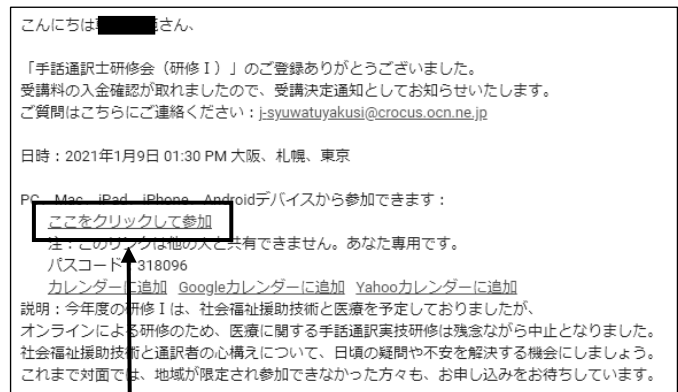 こんにちは さん、
「手話通訳士研修会（研修Ⅰ）」のご登録ありがとうございました。
受講料の入金確認が取れましたので、受講決定通知としてお知らせいたします。
ご質問はこちらにご連絡ください：j-syuwatuyakusi@crocus.ocn.ne.jp
日時：2021年1月9日 01:30 PM 大阪、札幌、東京
PC、Mac、iPad、iPhone、Androidデバイスから参加できます：
ここをクリックして参加
注：このリンクは他の人と共有できません。あなた専用です。
パスコード：318096
カレンダーに追加 Googleカレンダーに追加 Yahooカレンダーに追加
説明：今年度の研修Ⅰは、社会福祉援助技術と医療を予定しておりましたが、
オンラインによる研修のため、医療に関する手話通訳実技研修は残念ながら中止となりました。
社会福祉援助技術と通訳者の心構えについて、日頃の疑問や不安を解決する機会にしましょう。
これまで対面では、地域が限定され参加できなかった方々も、お申し込みをお待ちしています。